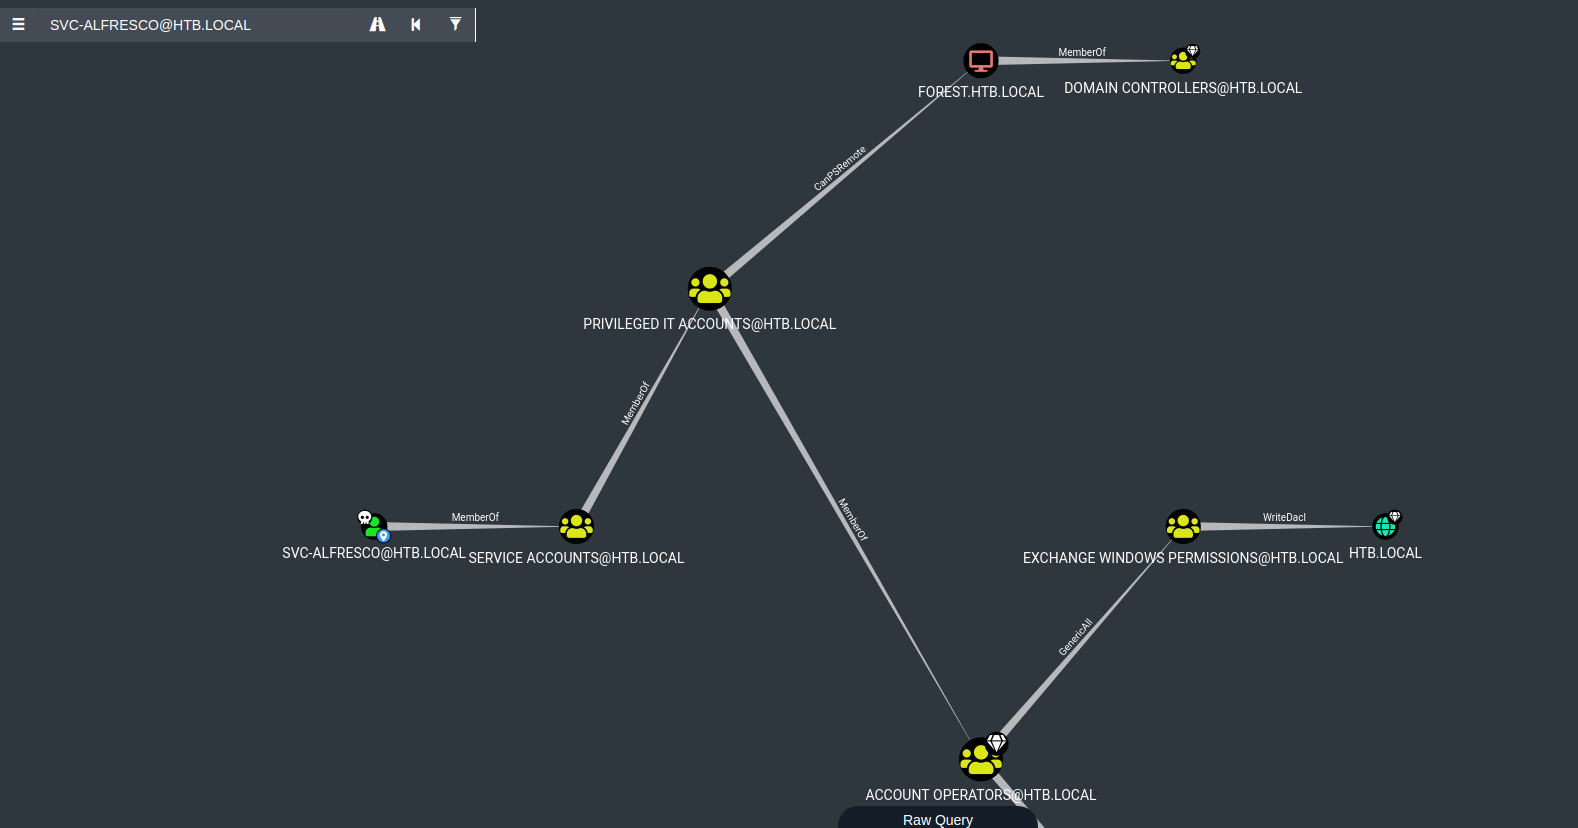 SVC-ALFRESCO@HTB.LOCAL
MemberOf
FOREST.HTB.LOCAL
DOMAIN CONTROLLERS@HTB.LOCAL
CanPSRemote
PRIVILEGED IT ACCOUNTS@HTB.LOCAL
MemberOf
MemberOf
MemberOf
WriteDacl
SVC-ALFRESCO@HTB.LOCAL
SERVICE ACCOUNTS@HTB.LOCAL
EXCHANGE WINDOWS PERMISSIONS@HTB.LOCAL
HTB.LOCAL
GenericAll
ACCOUNT OPERATORS@HTB.LOCAL
Raw Query